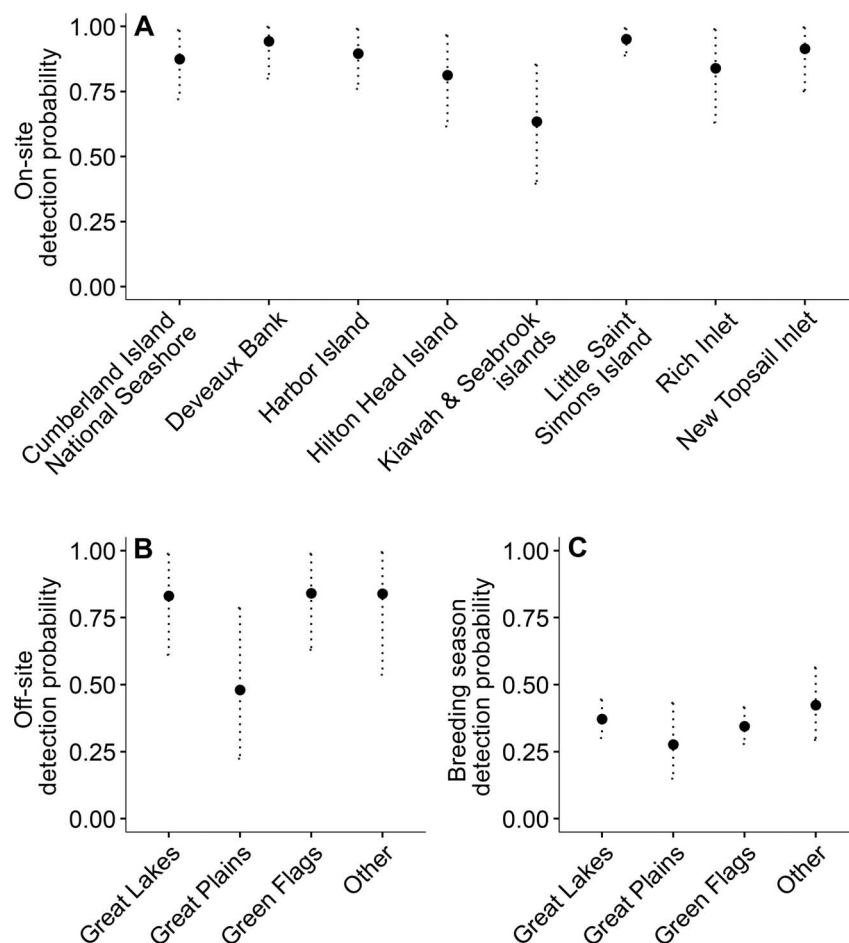 A
On-site
detection probability
1.00
0.75
0.50
0.25
0.00
Cumberland Island
National Seashore
Deveaux Bank
Harbor Island
Hilton Head Island
Kiawah & Seabrook
islands
Little Saint
Simons Island
Rich Inlet
New Topsail Inlet
B
Off-site
detection probability
1.00
0.75
0.50
0.25
0.00
Great Lakes
Great Plains
Green Flags
Other
C
Breeding season
detection probability
1.00
0.75
0.50
0.25
0.00
Great Lakes
Great Plains
Green Flags
Other